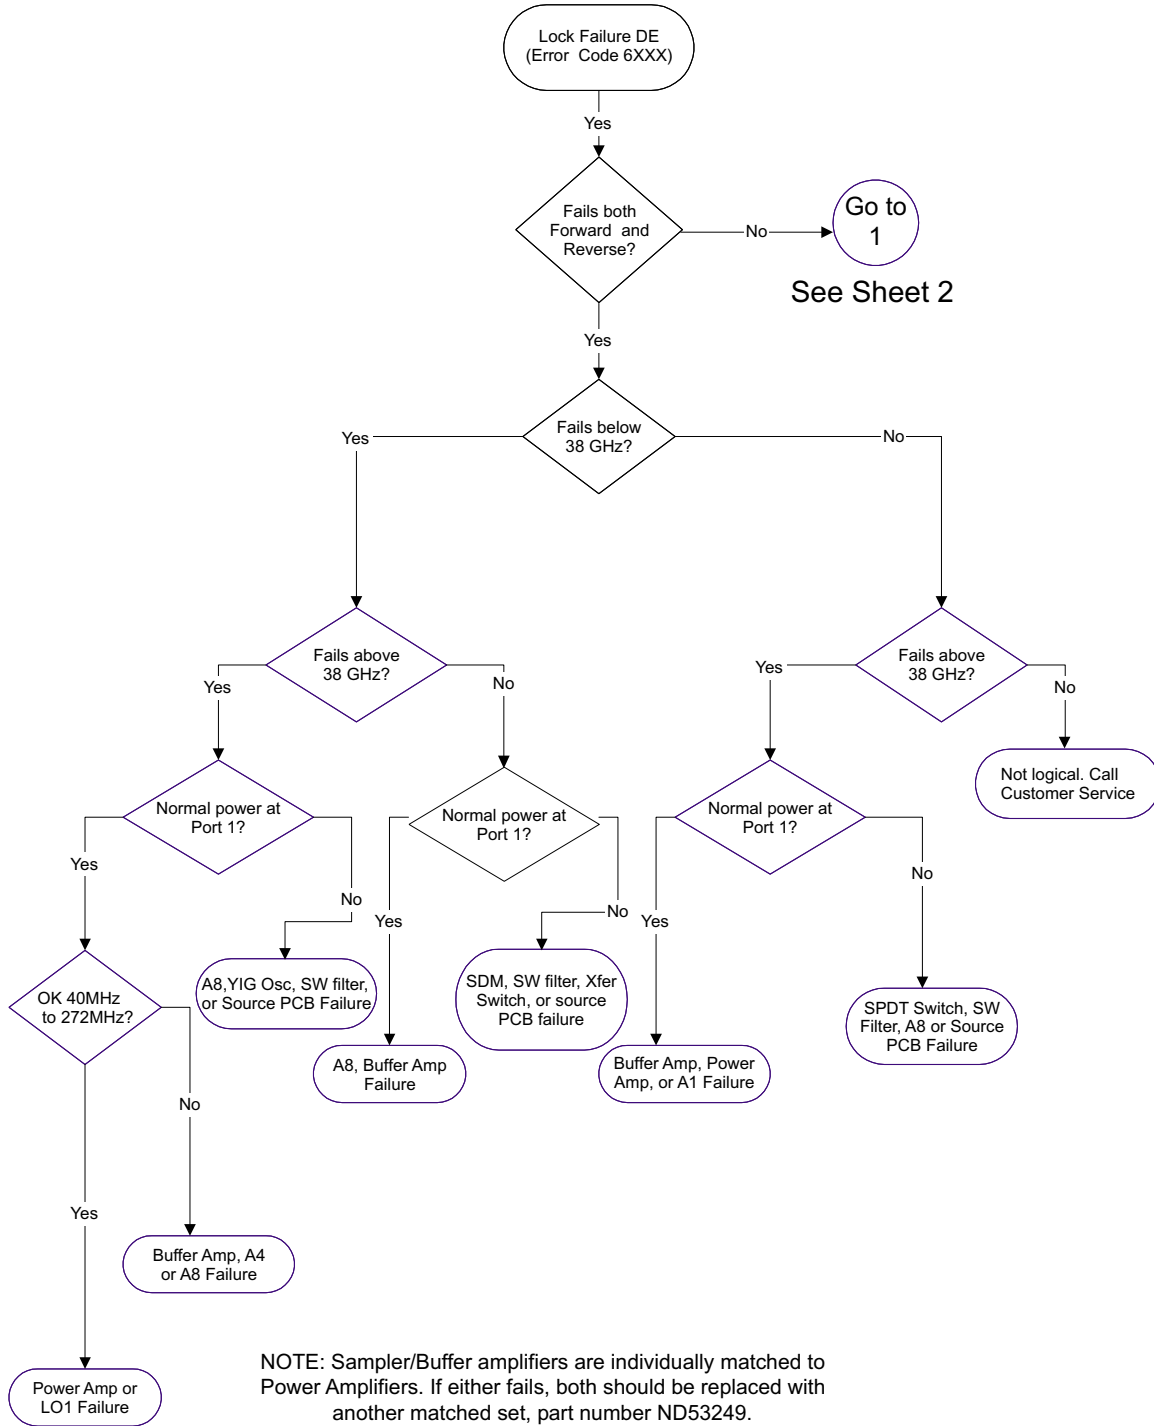 Lock Failure DE
(Error Code 6XXX)
Yes
Fails both
Forward and
Reverse?
No
Go to
1
See Sheet 2
Yes
Fails below
38 GHz?
Yes
No
Fails above
38 GHz?
Yes
No
Fails above
38 GHz?
Yes
No
Not logical. Call
Customer Service
Normal power at
Port 1?
Yes
No
Normal power at
Port 1?
Yes
No
Normal power at
Port 1?
Yes
No
A8,YIG Osc, SW filter,
or Source PCB Failure
SDM, SW filter, Xfer
Switch, or source
PCB failure
SPDT Switch, SW
Filter, A8 or Source
PCB Failure
OK 40MHz
to 272MHz?
A8, Buffer Amp
Failure
Buffer Amp, Power
Amp, or A1 Failure
No
Yes
Buffer Amp, A4
or A8 Failure
Power Amp or
LO1 Failure
NOTE: Sampler/Buffer amplifiers are individually matched to
Power Amplifiers. If either fails, both should be replaced with
another matched set, part number ND53249.